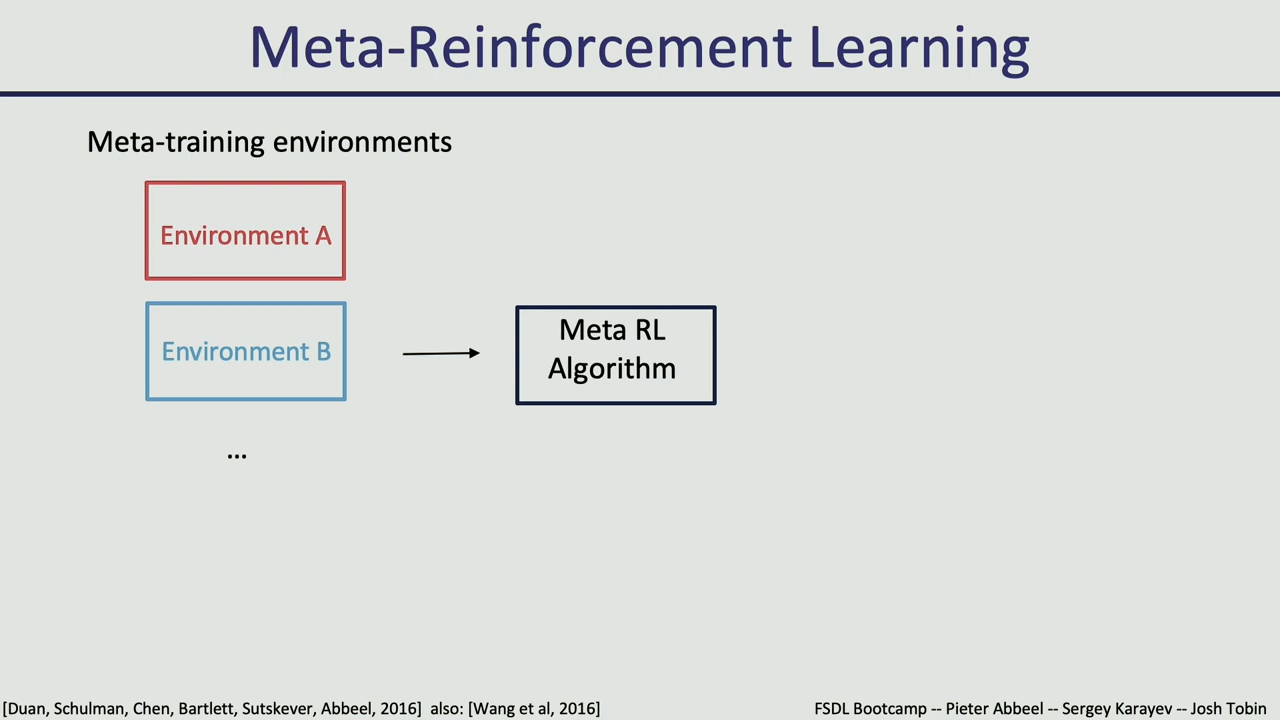 Meta-Reinforcement Learning
Meta-training environments
Environment A
Environment B
...
Meta RL
Algorithm
[Duan, Schulman, Chen, Bartlett, Sutskever, Abbeel, 2016]  also: [Wang et al, 2016]
FSDL Bootcamp -- Pieter Abbeel -- Sergey Karayev -- Josh Tobin